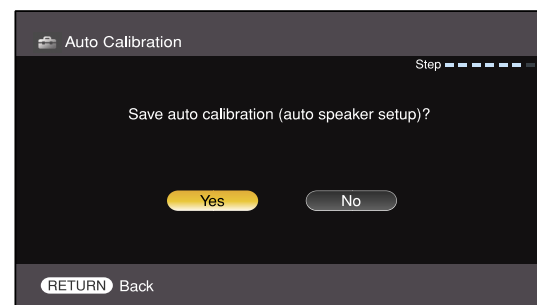 Auto Calibration
Step
Save auto calibration (auto speaker setup)?
Yes No
RETURN Back